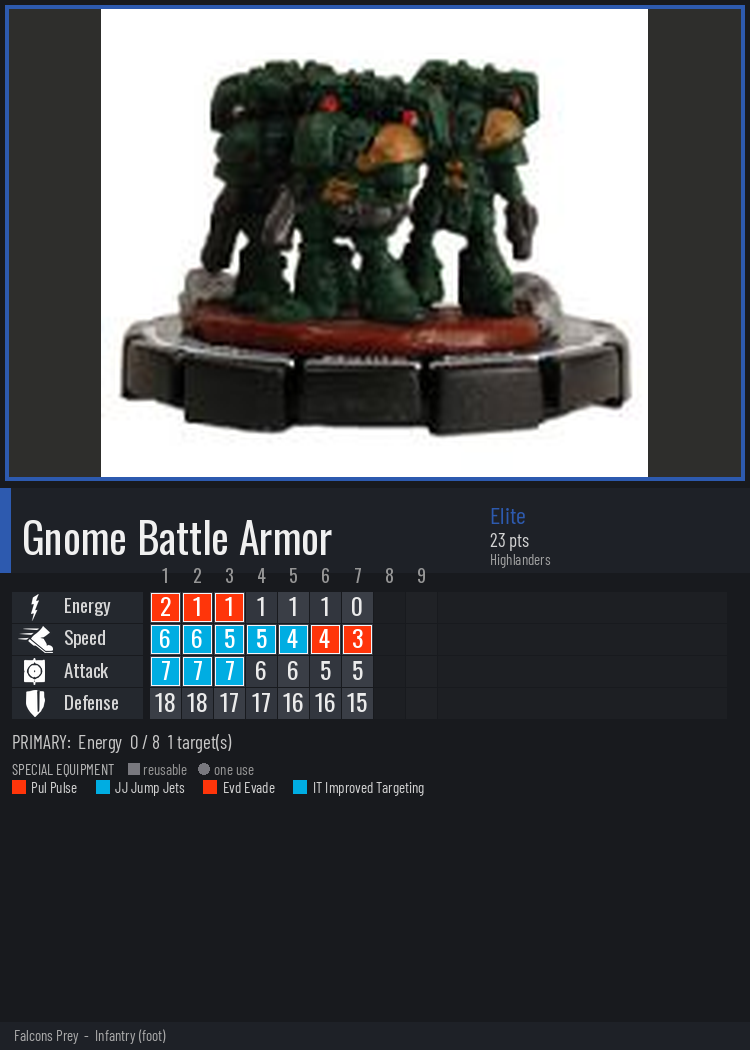 Gnome Battle Armor
Elite
23 pts
Highlanders
1 2 3 4 5 6 7 8 9
Energy 2 1 1 1 1 1 0
Speed 6 6 5 5 4 4 3
Attack 7 7 7 6 6 5 5
Defense 18 18 17 17 16 16 15
PRIMARY: Energy 0 / 8 1 target(s)
SPECIAL EQUIPMENT reusable one use
Pul Pulse JJ Jump Jets Evd Evade IT Improved Targeting
Falcons Prey - Infantry (foot)